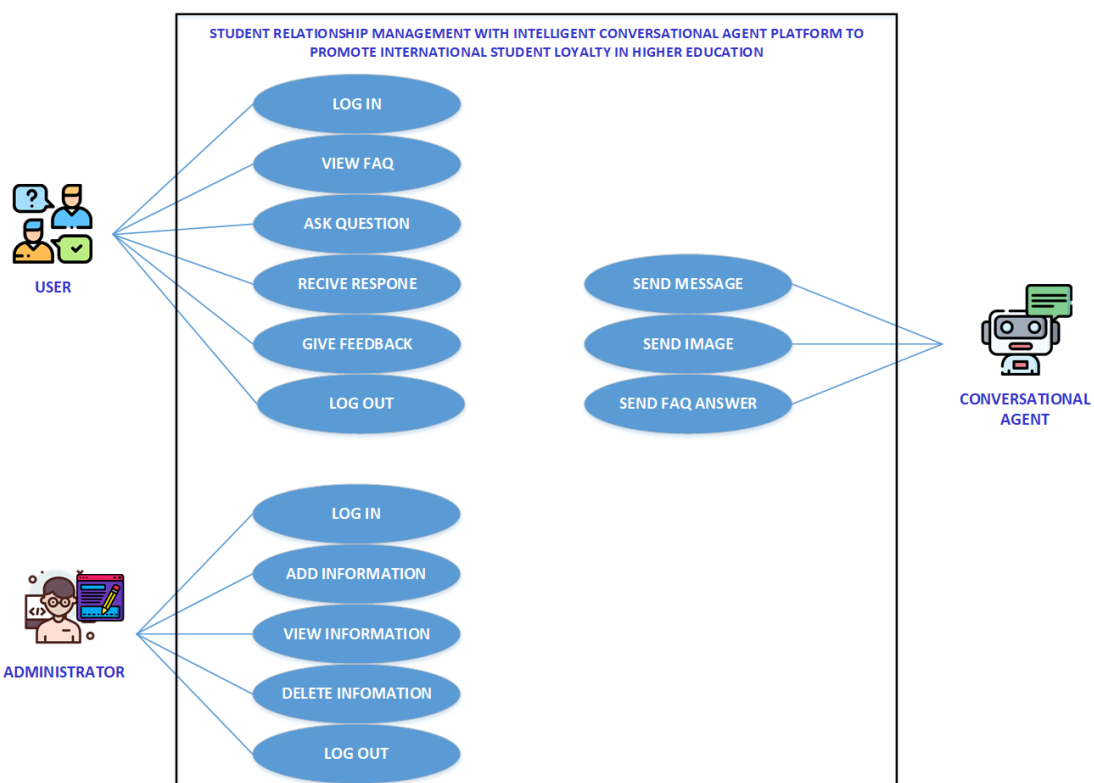 STUDENT RELATIONSHIP MANAGEMENT WITH INTELLIGENT CONVERSATIONAL AGENT PLATFORM TO
PROMOTE INTERNATIONAL STUDENT LOYALTY IN HIGHER EDUCATION
LOG IN
VIEW FAQ
ASK QUESTION
RECIVE RESPONE
GIVE FEEDBACK
LOG OUT
USER
SEND MESSAGE
SEND IMAGE
SEND FAQ ANSWER
CONVERSATIONAL
AGENT
LOG IN
ADD INFORMATION
VIEW INFORMATION
DELETE INFOMATION
LOG OUT
ADMINISTRATOR